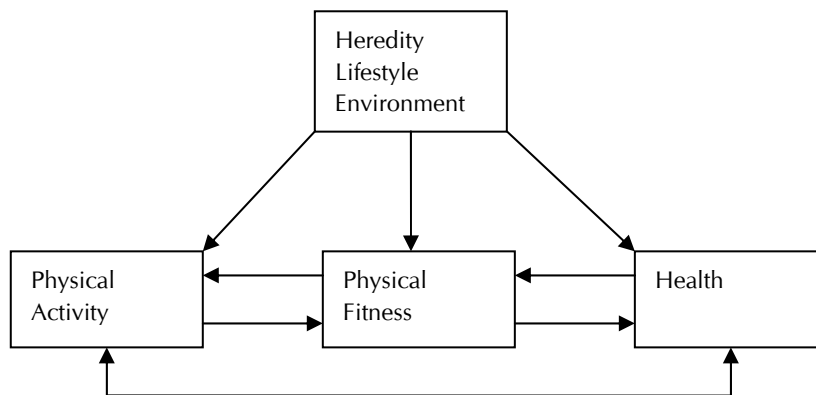 Heredity
Lifestyle
Environment
Physical
Activity
Physical
Fitness
Health